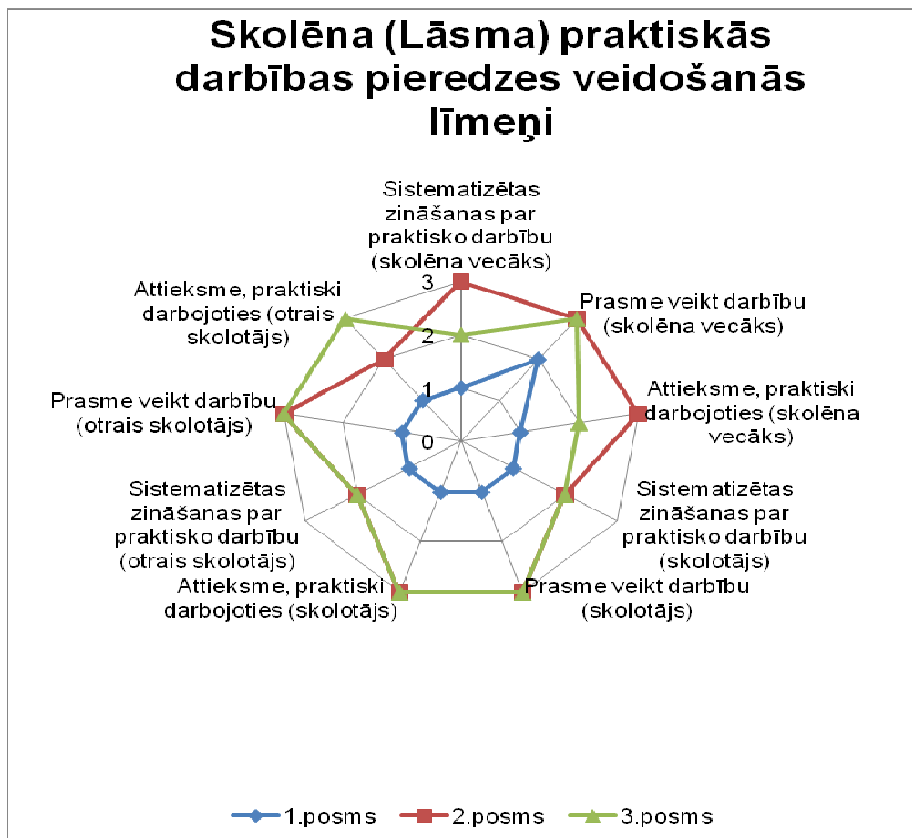 Skolēna (Lāsma) praktiskās
darbības pieredzes veidošanās
līmeņi
Sistematizētas
zināšanas par
praktisko darbību
(skolēna vecāks)
Prasme veikt darbību
(skolēna vecāks)
Attieksme, praktiski
darbojoties (skolēna
vecāks)
Sistematizētas
zināšanas par
praktisko darbību
(skolotājs)
Prasme veikt darbību
(skolotājs)
Attieksme, praktiski
darbojoties (skolotājs)
Sistematizētas
zināšanas par
praktisko darbību
(otrais skolotājs)
Prasme veikt darbību
(otrais skolotājs)
Attieksme, praktiski
darbojoties (otrais
skolotājs)
3
2
1
0
1.posms 2.posms 3.posms